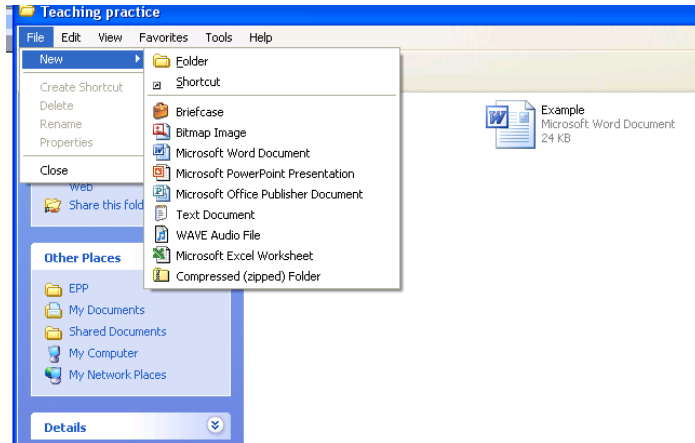 Teaching practice
File Edit View Favorites Tools Help
New
Create Shortcut
Delete
Rename
Properties
Close
Folder
Shortcut
Briefcase
Bitmap Image
Microsoft Word Document
Microsoft PowerPoint Presentation
Microsoft Office Publisher Document
Text Document
WAVE Audio File
Microsoft Excel Worksheet
Compressed (zipped) Folder
Example
Microsoft Word Document
24 KB
Web
Share this fold
Other Places
EPP
My Documents
Shared Documents
My Computer
My Network Places
Details